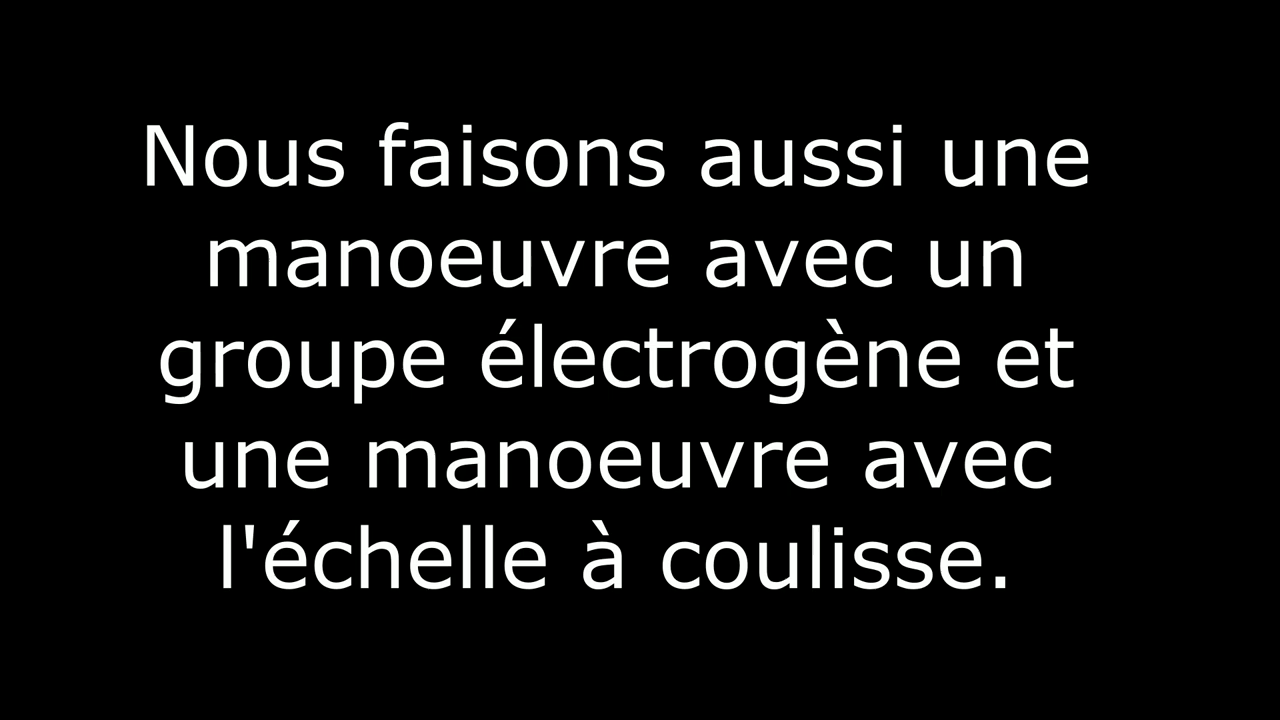 Nous faisons aussi une
manoeuvre avec un
groupe électrogène et
une manoeuvre avec
l'échelle à coulisse.